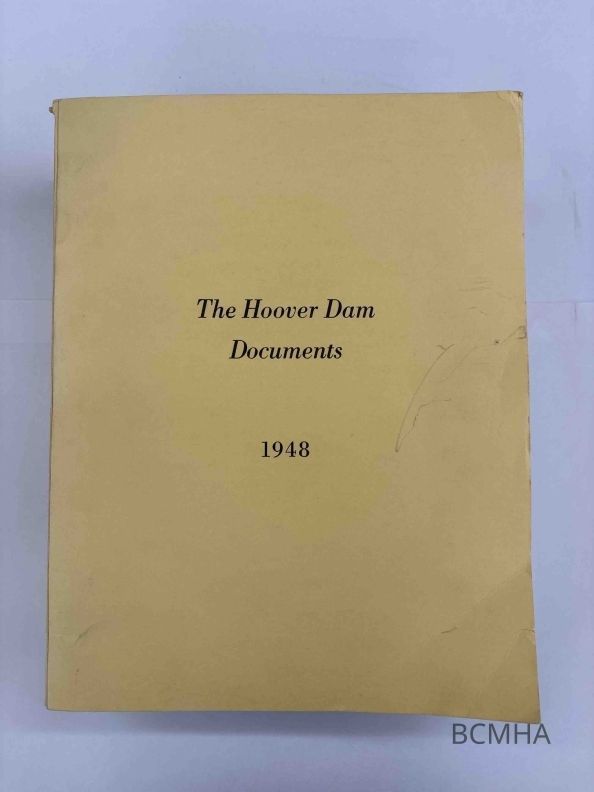 The Hoover Dam
Documents
1948
BCMHA